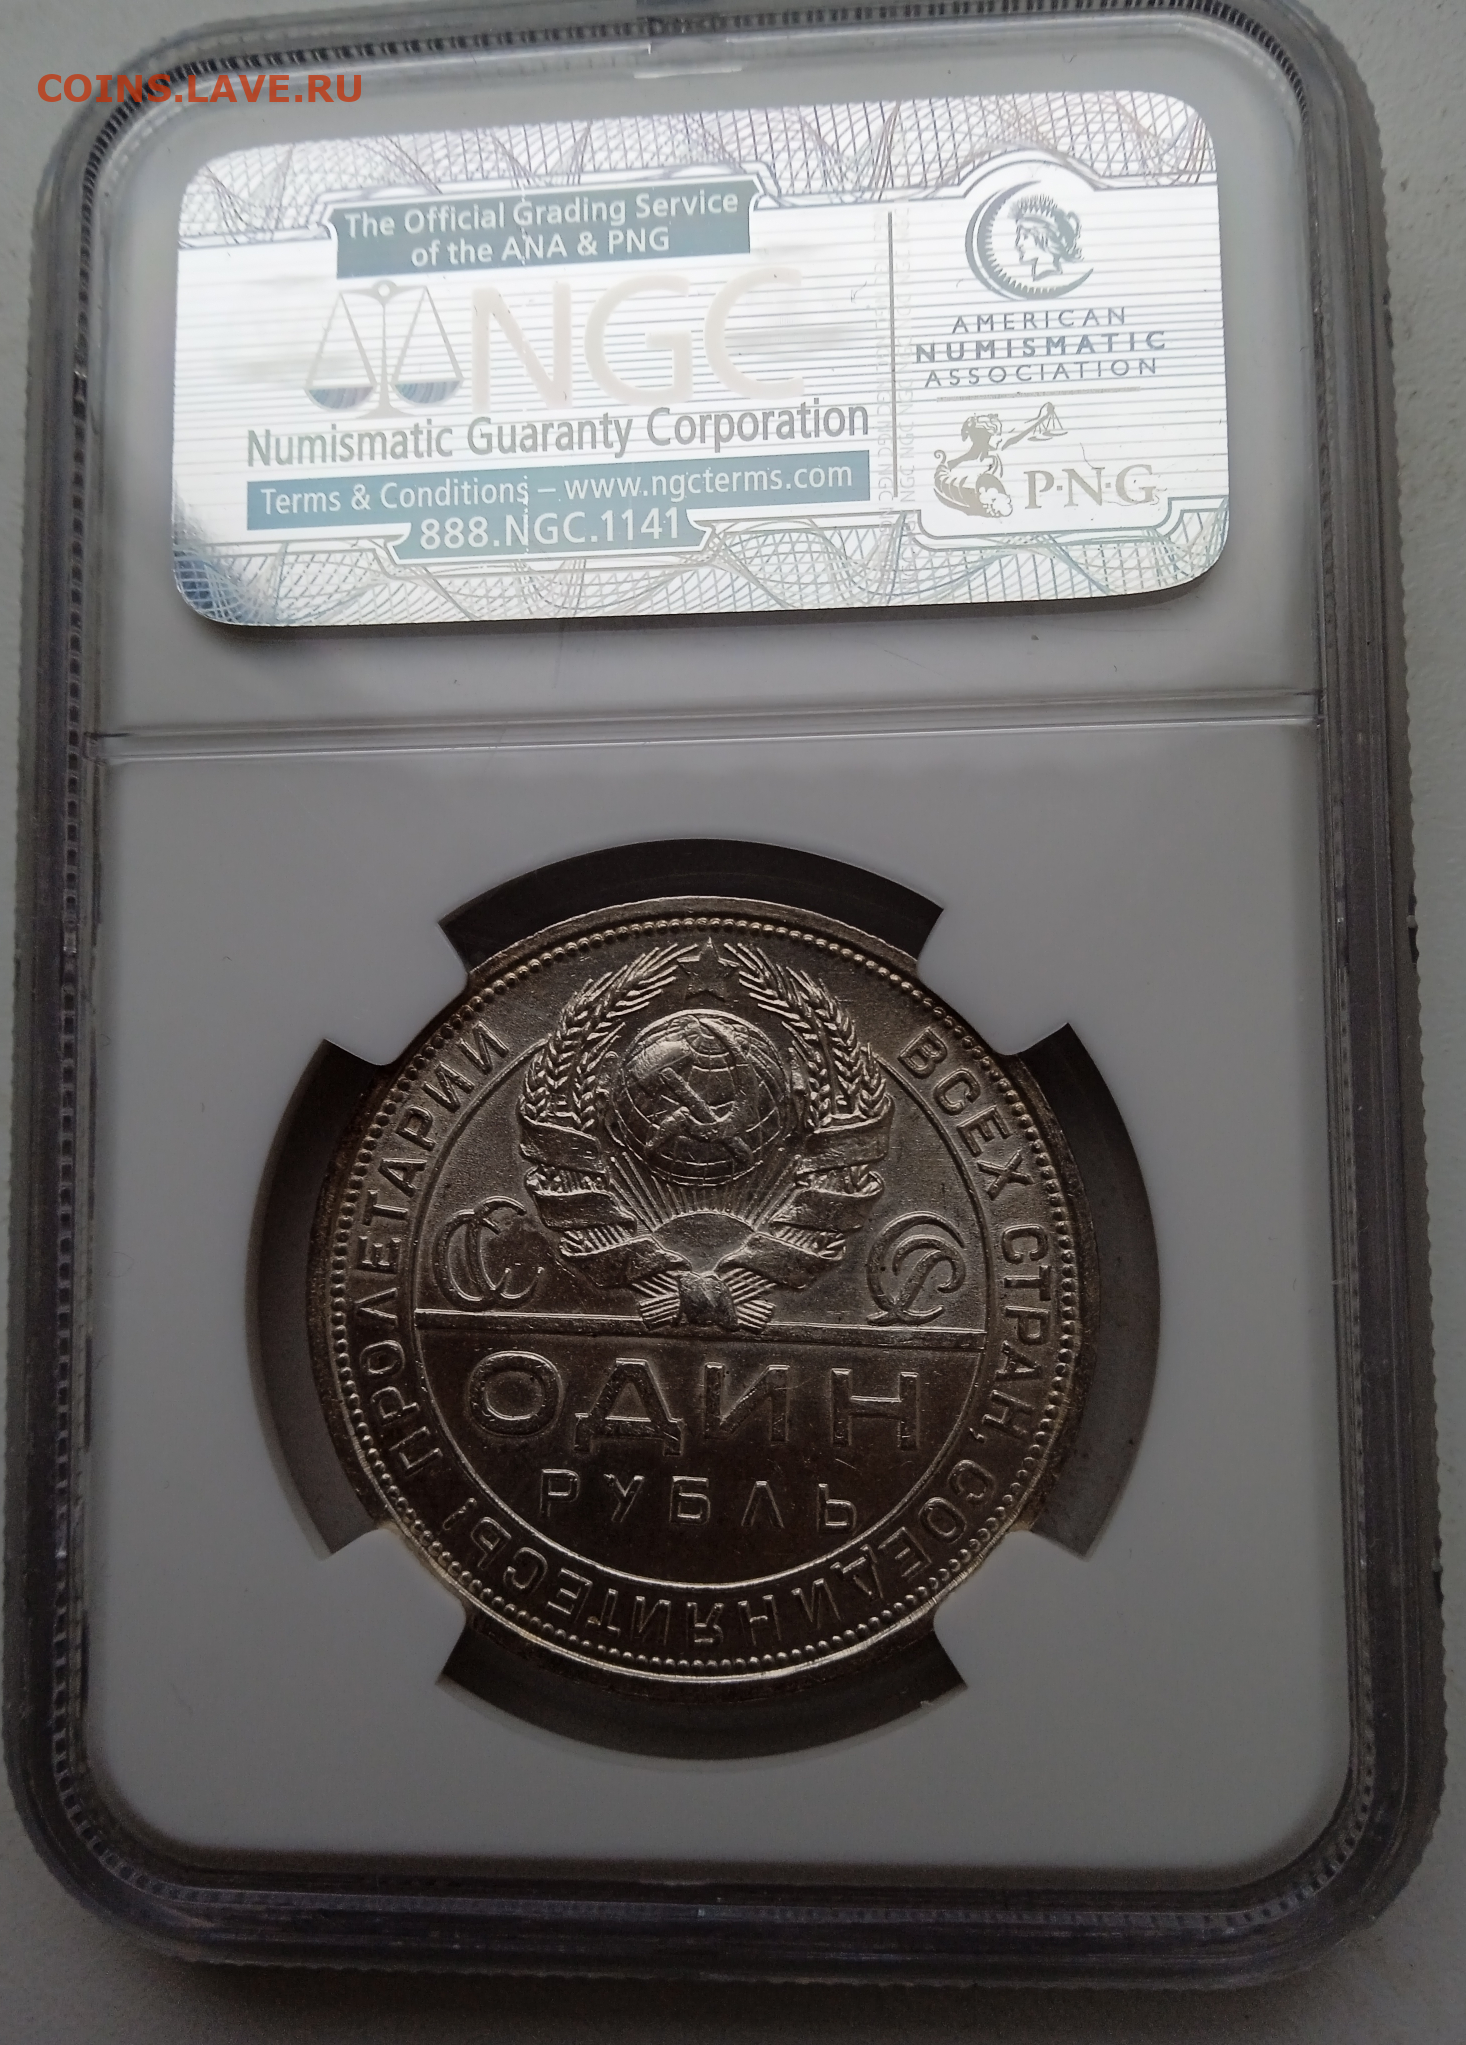 COINS.LAVE.RU
The Official Grading Service
of the ANA & PNG
NGC
Numismatic Guaranty Corporation
Terms & Conditions – www.ngcterms.com
888.NGC.1141
AMERICAN
NUMISMATIC
ASSOCIATION
P·N·G
ПРОЛЕТАРИИ ВСЕХ СТРАН, СОЕДИНЯЙТЕСЬ!
СС СР
ОДИН
РУБЛЬ